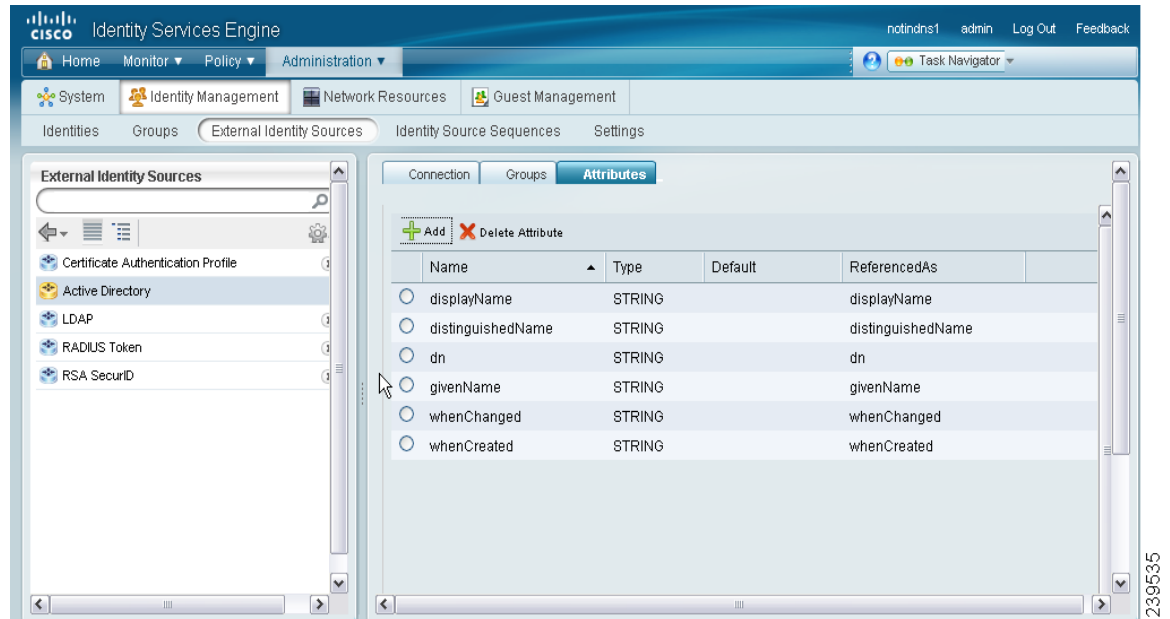 cisco Identity Services Engine notindns1 admin Log Out Feedback
Home Monitor ▼ Policy ▼ Administration ▼ Task Navigator ▼
System Identity Management Network Resources Guest Management
Identities Groups External Identity Sources Identity Source Sequences Settings
External Identity Sources
Certificate Authentication Profile
Active Directory
LDAP
RADIUS Token
RSA SecurID
Connection Groups Attributes
Add Delete Attribute
Name ▲ Type Default ReferencedAs
displayName STRING displayName
distinguishedName STRING distinguishedName
dn STRING dn
givenName STRING givenName
whenChanged STRING whenChanged
whenCreated STRING whenCreated
239535